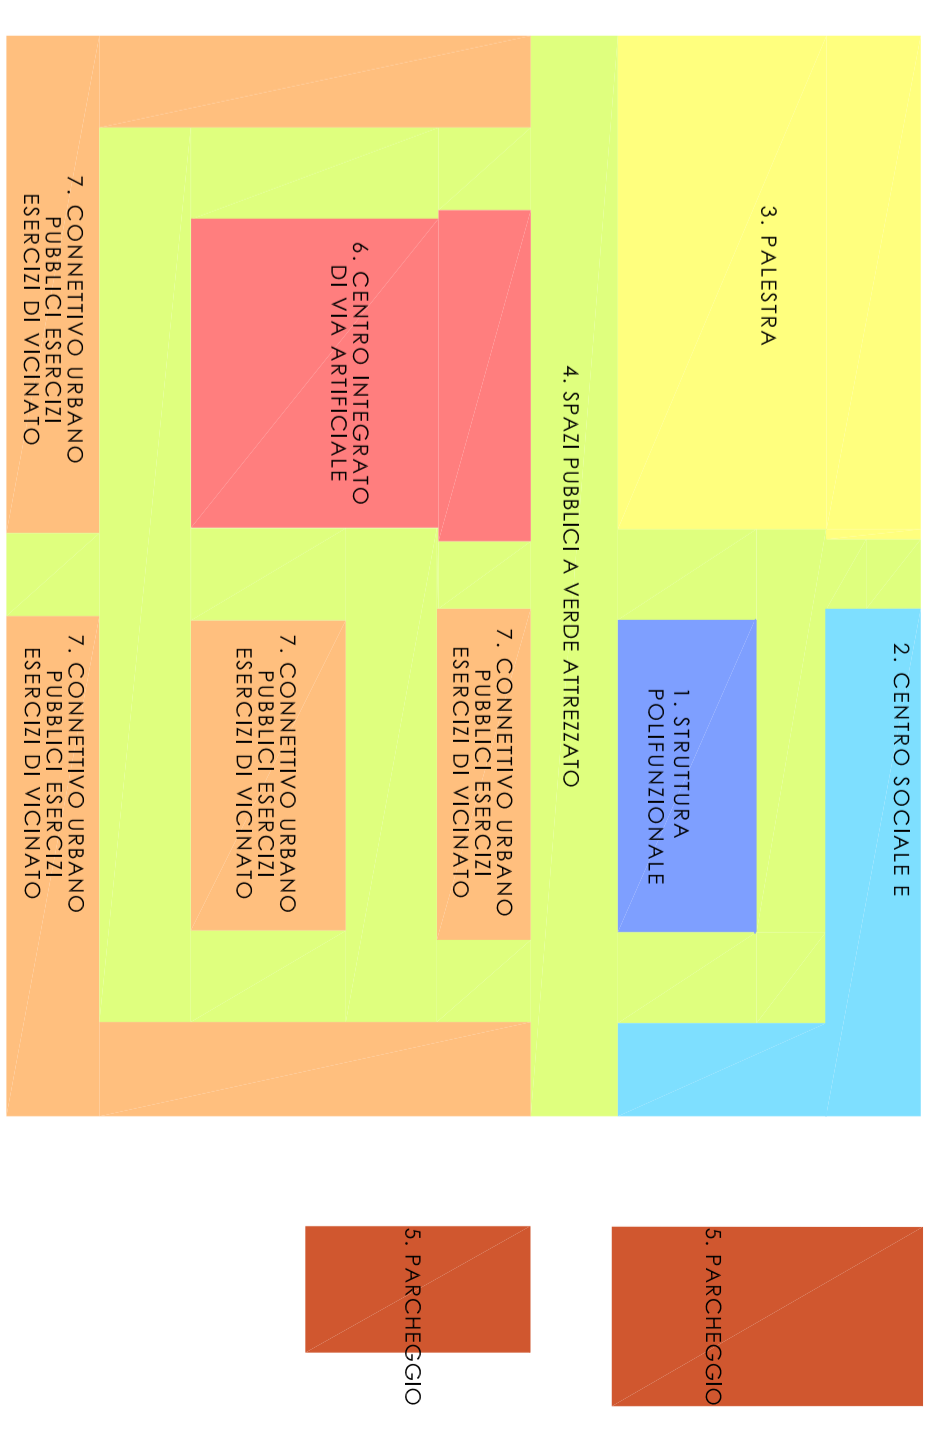 2. CENTRO SOCIALE E
3. PALESTRA
1. STRUTTURA
POLIFUNZIONALE
4. SPAZI PUBBLICI A VERDE ATTREZZATO
7. CONNETTIVO URBANO
PUBBLICI ESERCIZI
ESERCIZI DI VICINATO
6. CENTRO INTEGRATO
DI VIA ARTIFICIALE
7. CONNETTIVO URBANO
PUBBLICI ESERCIZI
ESERCIZI DI VICINATO
7. CONNETTIVO URBANO
PUBBLICI ESERCIZI
ESERCIZI DI VICINATO
7. CONNETTIVO URBANO
PUBBLICI ESERCIZI
ESERCIZI DI VICINATO
5. PARCHEGGIO
5. PARCHEGGIO